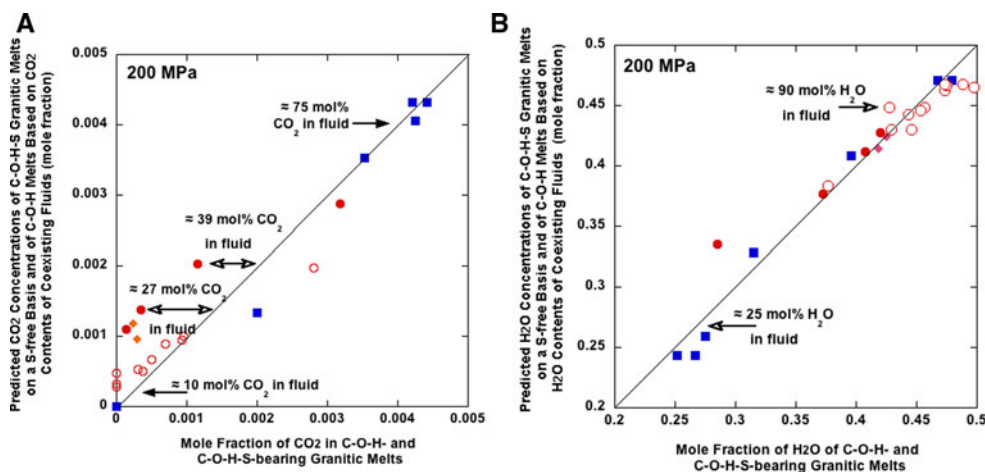 A
Predicted CO2 Concentrations of C-O-H-S Granitic Melts
on a S-free Basis and of C-O-H Melts Based on CO2
Contents of Coexisting Fluids (mole fraction)
0.005
0.004
0.003
0.002
0.001
0
200 MPa
≈ 75 mol%
CO2 in fluid
≈ 39 mol% CO2
in fluid
≈ 27 mol% CO2
in fluid
≈ 10 mol% CO2 in fluid
0 0.001 0.002 0.003 0.004 0.005
Mole Fraction of CO2 in C-O-H- and
C-O-H-S-bearing Granitic Melts
B
Predicted H2O Concentrations of C-O-H-S Granitic Melts
on a S-free Basis and of C-O-H Melts Based on
H2O Contents of Coexisting Fluids (mole fraction)
0.5
0.45
0.4
0.35
0.3
0.25
0.2
200 MPa
≈ 90 mol% H2O
in fluid
≈ 25 mol% H2O
in fluid
0.2 0.25 0.3 0.35 0.4 0.45 0.5
Mole Fraction of H2O of C-O-H- and
C-O-H-S-bearing Granitic Melts